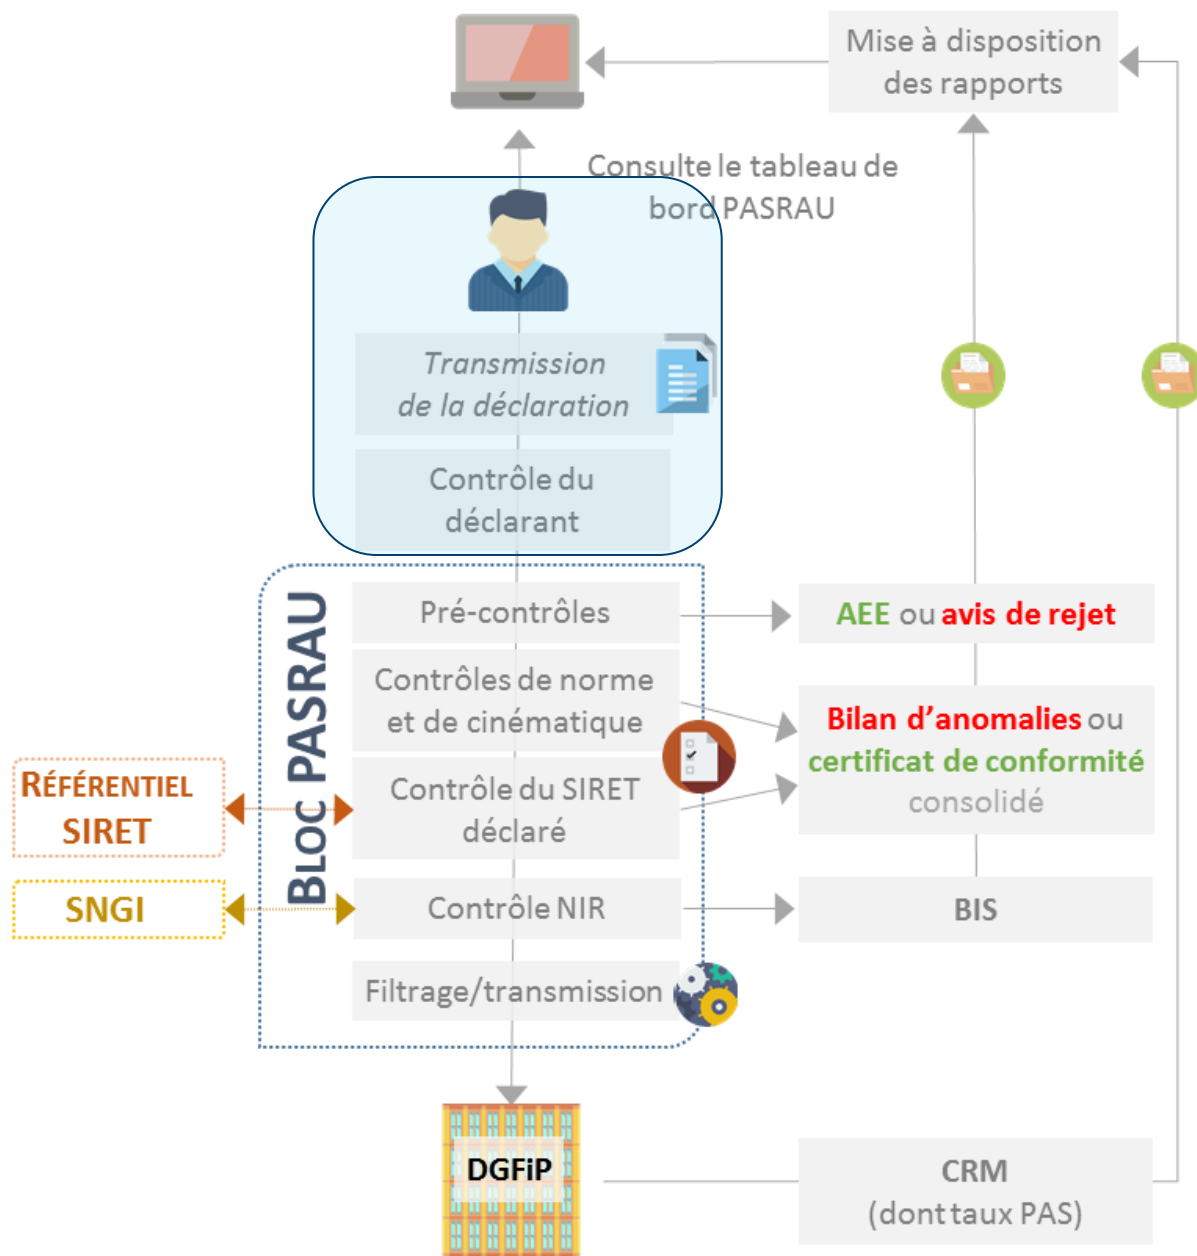 Mise à disposition
des rapports
Consulte le tableau de
bord PASRAU
Transmission
de la déclaration
Contrôle du
déclarant
BLOC PASRAU
Pré-contrôles
AEE ou avis de rejet
Contrôles de norme
et de cinématique
Bilan d’anomalies ou
certificat de conformité
consolidé
RÉFÉRENTIEL
SIRET
Contrôle du SIRET
déclaré
SNGI
Contrôle NIR
BIS
Filtrage/transmission
DGFiP
CRM
(dont taux PAS)